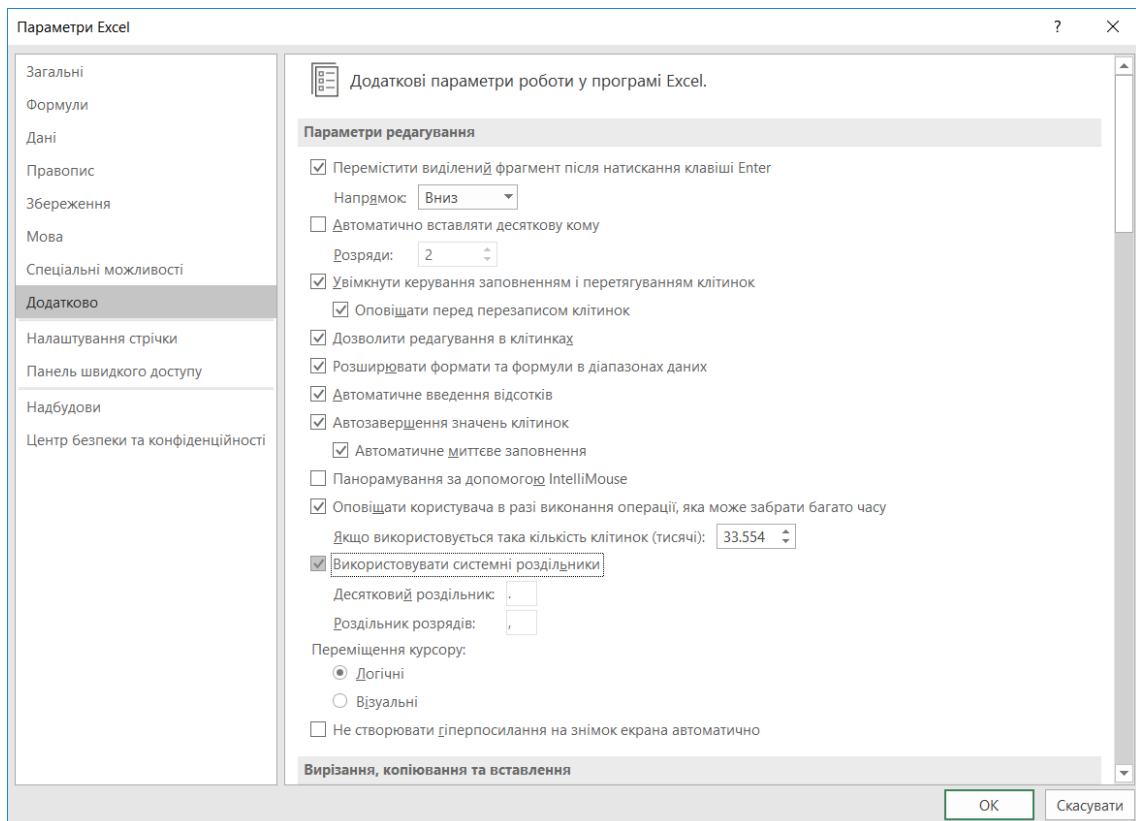 Параметри Excel
?
Загальні
Формули
Дані
Правопис
Збереження
Мова
Спеціальні можливості
Додатково
Налаштування стрічки
Панель швидкого доступу
Надбудови
Центр безпеки та конфіденційності
Додаткові параметри роботи у програмі Excel.
Параметри редагування
Перемістити виділений фрагмент після натискання клавіші Enter
Напрямок: Вниз
Автоматично вставляти десяткову кому
Розряди: 2
Увімкнути керування заповненням і перетягуванням клітинок
Оповіщати перед перезаписом клітинок
Дозволити редагування в клітинках
Розширювати формати та формули в діапазонах даних
Автоматичне введення відсотків
Автозавершення значень клітинок
Автоматичне миттєве заповнення
Панорамування за допомогою IntelliMouse
Оповіщати користувача в разі виконання операції, яка може забрати багато часу
Якщо використовується така кількість клітинок (тисячі): 33.554
Використовувати системні роздільники
Десятковий роздільник: .
Роздільник розрядів: ,
Переміщення курсору:
Логічні
Візуальні
Не створювати гіперпосилання на знімок екрана автоматично
Вирізання, копіювання та вставлення
ОК Скасувати